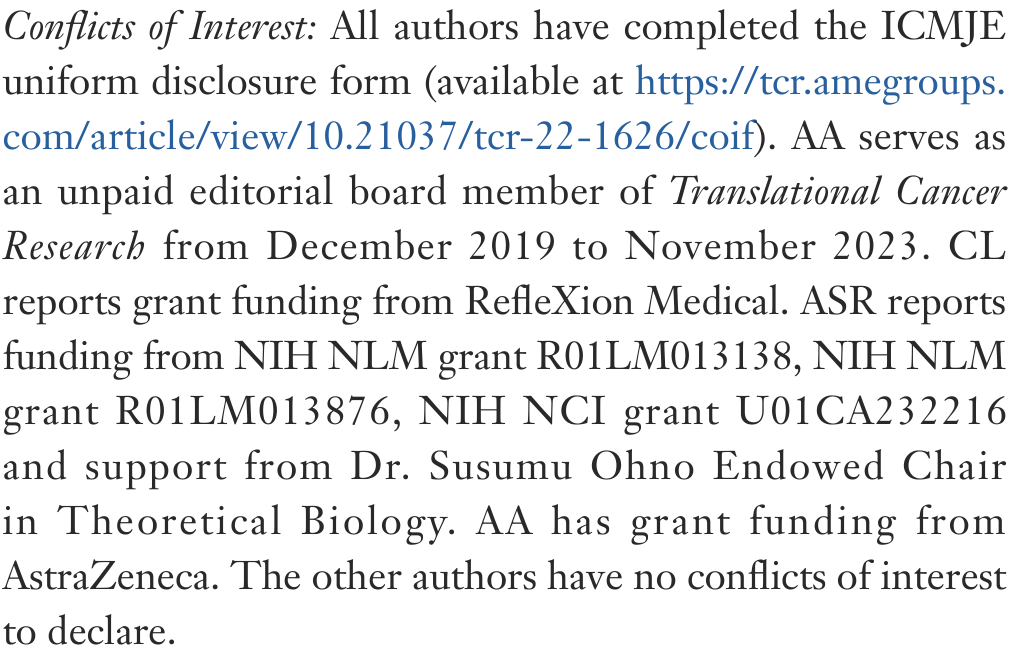 Conflicts of Interest: All authors have completed the ICMJE
uniform disclosure form (available at https://tcr.amegroups.
com/article/view/10.21037/tcr-22-1626/coif). AA serves as
an unpaid editorial board member of Translational Cancer
Research from December 2019 to November 2023. CL
reports grant funding from RefleXion Medical. ASR reports
funding from NIH NLM grant R01LM013138, NIH NLM
grant R01LM013876, NIH NCI grant U01CA232216
and support from Dr. Susumu Ohno Endowed Chair
in Theoretical Biology. AA has grant funding from
AstraZeneca. The other authors have no conflicts of interest
to declare.